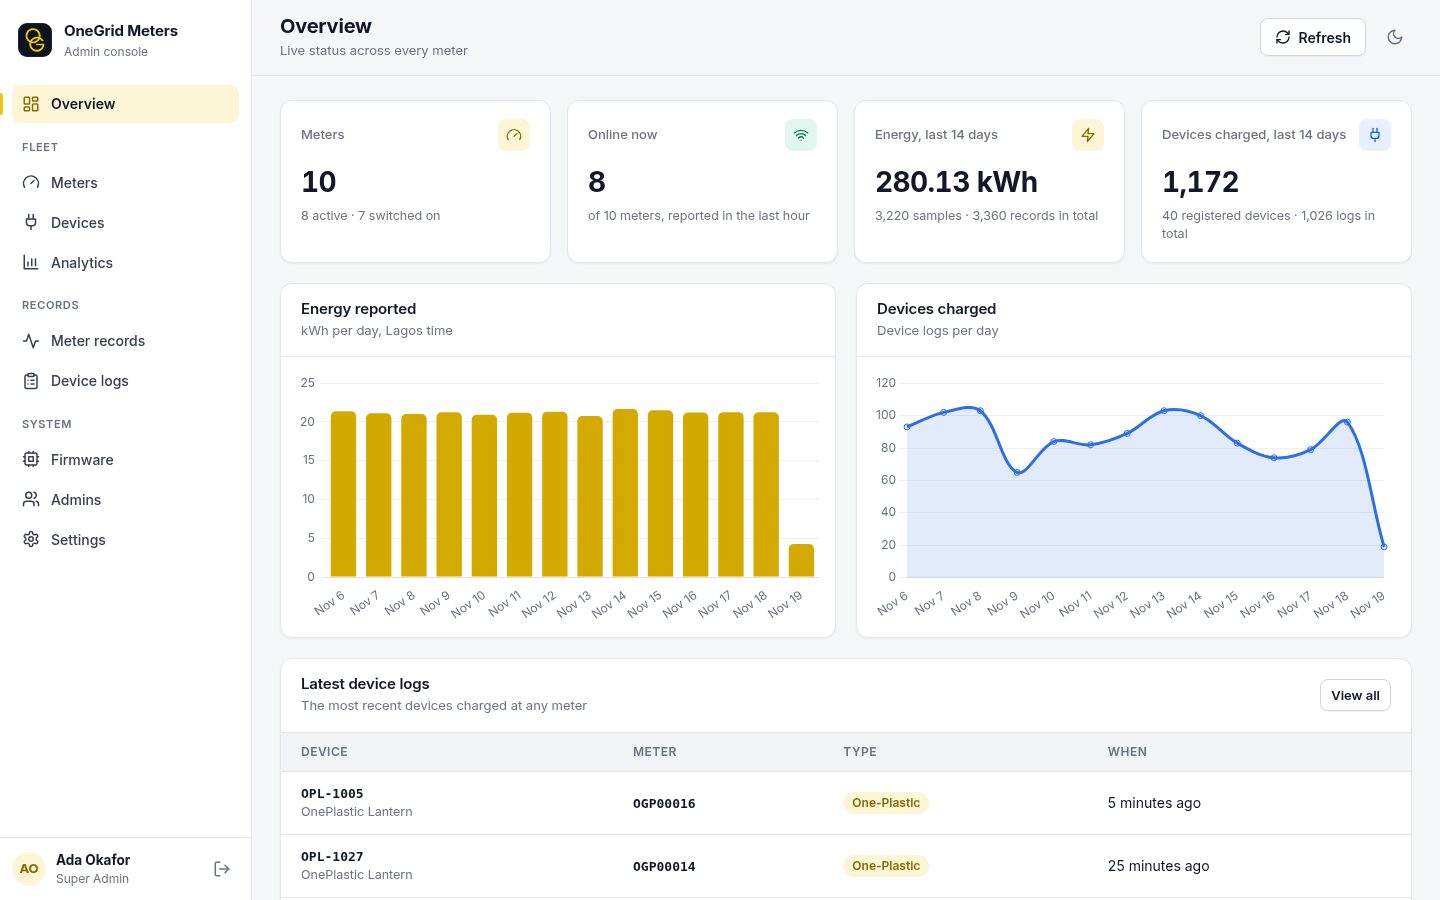 OneGrid Meters
Admin console
Overview
FLEET
Meters
Devices
Analytics
RECORDS
Meter records
Device logs
SYSTEM
Firmware
Admins
Settings
AO
Ada Okafor
Super Admin
Overview
Live status across every meter
Refresh
Meters
10
8 active · 7 switched on
Online now
8
of 10 meters, reported in the last hour
Energy, last 14 days
280.13 kWh
3,220 samples · 3,360 records in total
Devices charged, last 14 days
1,172
40 registered devices · 1,026 logs in
total
Energy reported
kWh per day, Lagos time
25
20
15
10
5
0
Nov 6 Nov 7 Nov 8 Nov 9 Nov 10 Nov 11 Nov 12 Nov 13 Nov 14 Nov 15 Nov 16 Nov 17 Nov 18 Nov 19
Devices charged
Device logs per day
120
100
80
60
40
20
0
Nov 6 Nov 7 Nov 8 Nov 9 Nov 10 Nov 11 Nov 12 Nov 13 Nov 14 Nov 15 Nov 16 Nov 17 Nov 18 Nov 19
Latest device logs
The most recent devices charged at any meter
View all
DEVICE METER TYPE WHEN
OPL-1005
OnePlastic Lantern
OGP00016 One-Plastic 5 minutes ago
OPL-1027
OnePlastic Lantern
OGP00014 One-Plastic 25 minutes ago